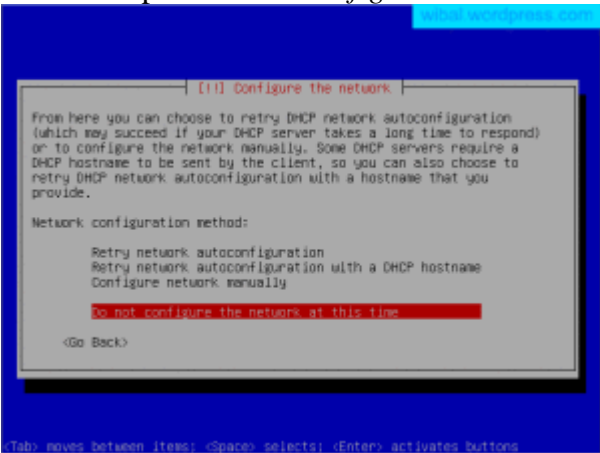 wibal.wordpress.com
[!!] Configure the network
From here you can choose to retry DHCP network autoconfiguration
(which may succeed if your DHCP server takes a long time to respond)
or to configure the network manually. Some DHCP servers require a
DHCP hostname to be sent by the client, so you can also choose to
retry DHCP network autoconfiguration with a hostname that you
provide.
Network configuration method:
Retry network autoconfiguration
Retry network autoconfiguration with a DHCP hostname
Configure network manually
Do not configure the network at this time
<Go Back>
<Tab> moves between items; <Space> selects; <Enter> activates buttons